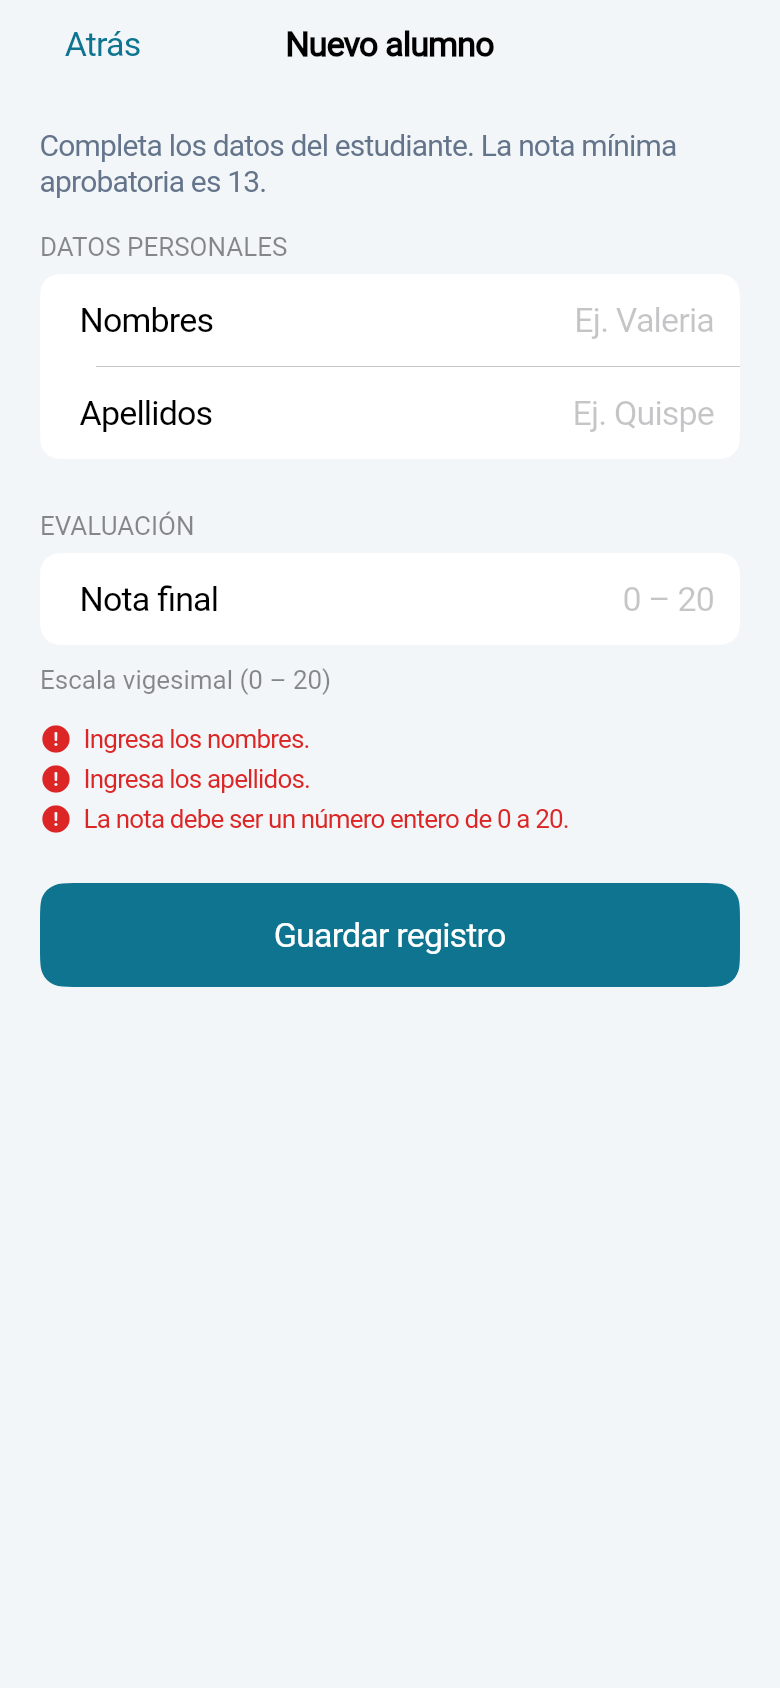 Atrás
Nuevo alumno
Completa los datos del estudiante. La nota mínima
aprobatoria es 13.
DATOS PERSONALES
Nombres
Ej. Valeria
Apellidos
Ej. Quispe
EVALUACIÓN
Nota final
0 – 20
Escala vigesimal (0 – 20)
Ingresa los nombres.
Ingresa los apellidos.
La nota debe ser un número entero de 0 a 20.
Guardar registro